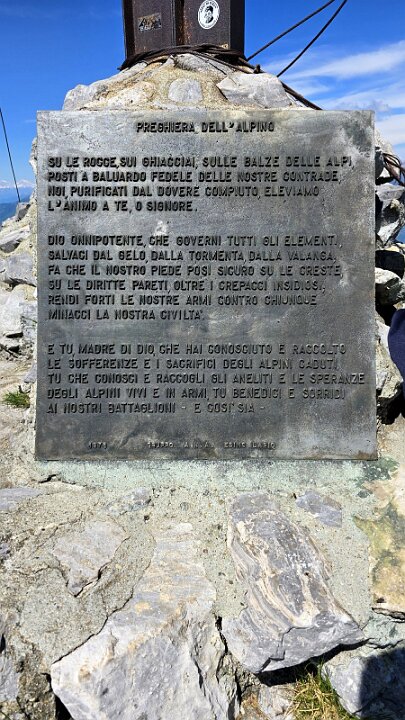 PREGHIERA DELL'ALPINO
SU LE ROCCE, SUI GHIACCIAI, SULLE BALZE DELLE ALPI,
POSTI A BALUARDO FEDELE DELLE NOSTRE CONTRADE,
NOI, PURIFICATI DAL DOVERE COMPIUTO, ELEVIAMO
L'ANIMO A TE, O SIGNORE.
DIO ONNIPOTENTE, CHE GOVERNI TUTTI GLI ELEMENTI,
SALVACI DAL GELO, DALLA TORMENTA, DALLA VALANGA.
FA CHE IL NOSTRO PIEDE POSI SICURO SU LE CRESTE,
SU LE DIRITTE PARETI, OLTRE I CREPACCI INSIDIOSI,
RENDI FORTI LE NOSTRE ARMI CONTRO CHIUNQUE
MINACCI LA NOSTRA CIVILTA'.
E TU, MADRE DI DIO, CHE HAI CONOSCIUTO E RACCOLTO
LE SOFFERENZE E I SACRIFICI DEGLI ALPINI CADUTI,
TU CHE CONOSCI E RACCOGLI GLI ANELITI E LE SPERANZE
DEGLI ALPINI VIVI E IN ARMI, TU BENEDICI E SORRIDI
AI NOSTRI BATTAGLIONI - E COSI' SIA -
GRUPPO A.N.A. ESINE